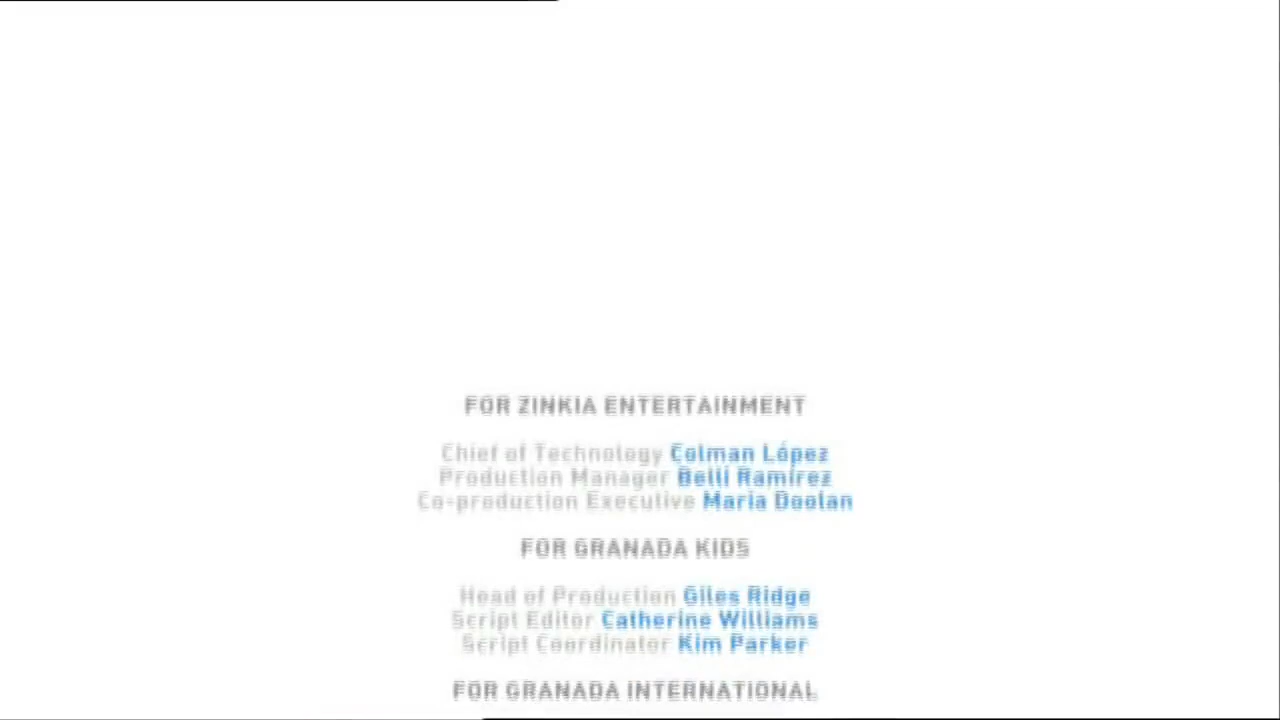 FOR ZINKIA ENTERTAINMENT
Chief of Technology Colman López
Production Manager Belli Ramírez
Co-production Executive Maria Doolan
FOR GRANADA KIDS
Head of Production Giles Ridge
Script Editor Catherine Williams
Script Coordinator Kim Parker
FOR GRANADA INTERNATIONAL